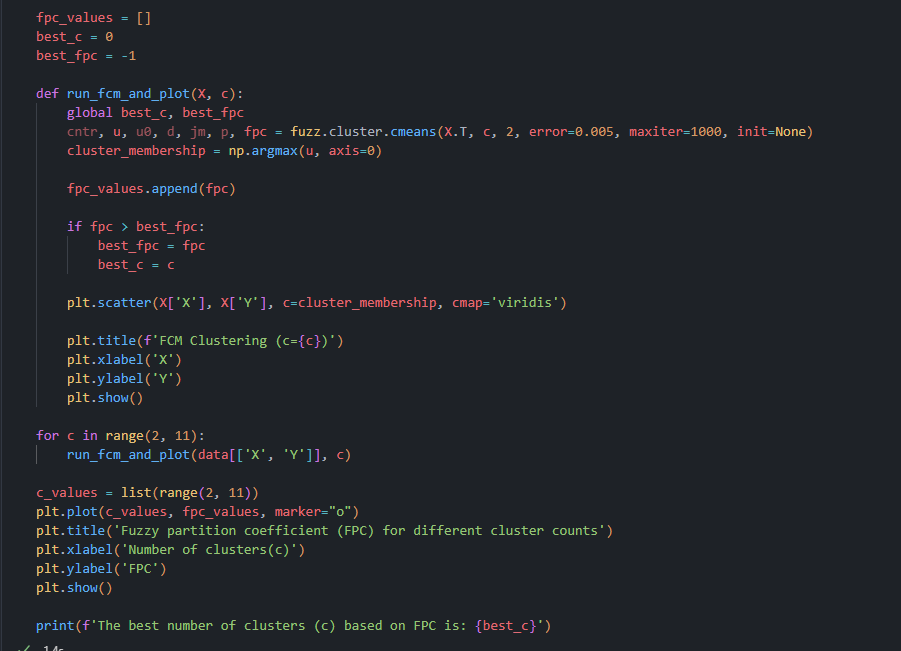 fpc_values = []
best_c = 0
best_fpc = -1
def run_fcm_and_plot(X, c):
global best_c, best_fpc
cntr, u, u0, d, jm, p, fpc = fuzz.cluster.cmeans(X.T, c, 2, error=0.005, maxiter=1000, init=None)
cluster_membership = np.argmax(u, axis=0)
fpc_values.append(fpc)
if fpc > best_fpc:
best_fpc = fpc
best_c = c
plt.scatter(X['X'], X['Y'], c=cluster_membership, cmap='viridis')
plt.title(f'FCM Clustering (c={c})')
plt.xlabel('X')
plt.ylabel('Y')
plt.show()
for c in range(2, 11):
run_fcm_and_plot(data[['X', 'Y']], c)
c_values = list(range(2, 11))
plt.plot(c_values, fpc_values, marker="o")
plt.title('Fuzzy partition coefficient (FPC) for different cluster counts')
plt.xlabel('Number of clusters(c)')
plt.ylabel('FPC')
plt.show()
print(f'The best number of clusters (c) based on FPC is: {best_c}')